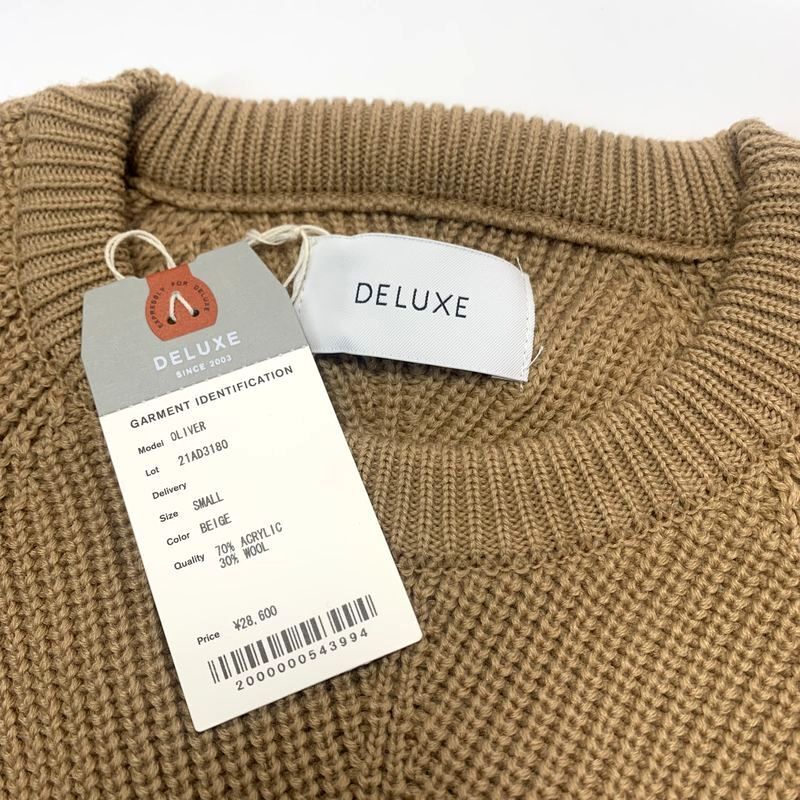 EXPRESSLY FOR DELUXE
DELUXE
SINCE 2003
GARMENT IDENTIFICATION
Model OLIVER
Lot 21AD3180
Delivery
Size SMALL
Color BEIGE
Quality 70% ACRYLIC
30% WOOL
Price ¥28,600
2000000543994
DELUXE